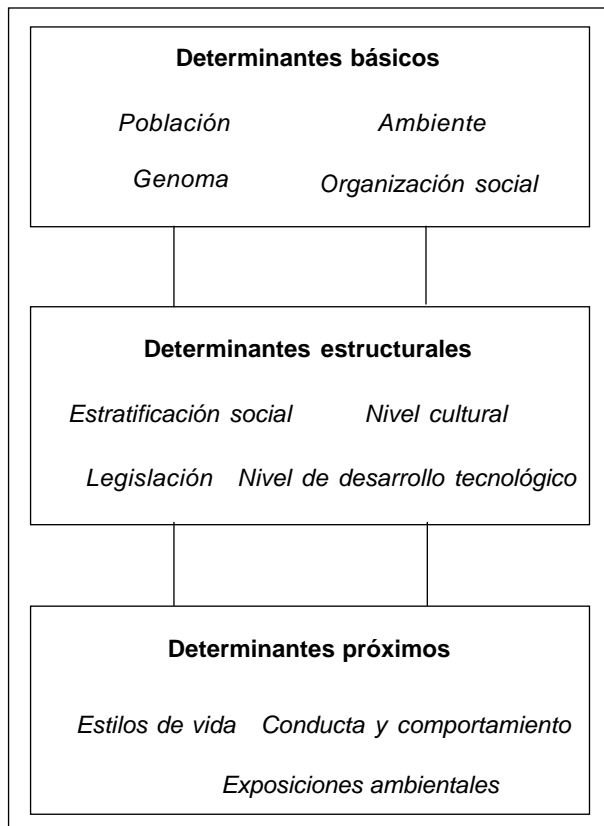 Determinantes básicos
Población Ambiente
Genoma Organización social
Determinantes estructurales
Estratificación social Nivel cultural
Legislación Nivel de desarrollo tecnológico
Determinantes próximos
Estilos de vida Conducta y comportamiento
Exposiciones ambientales